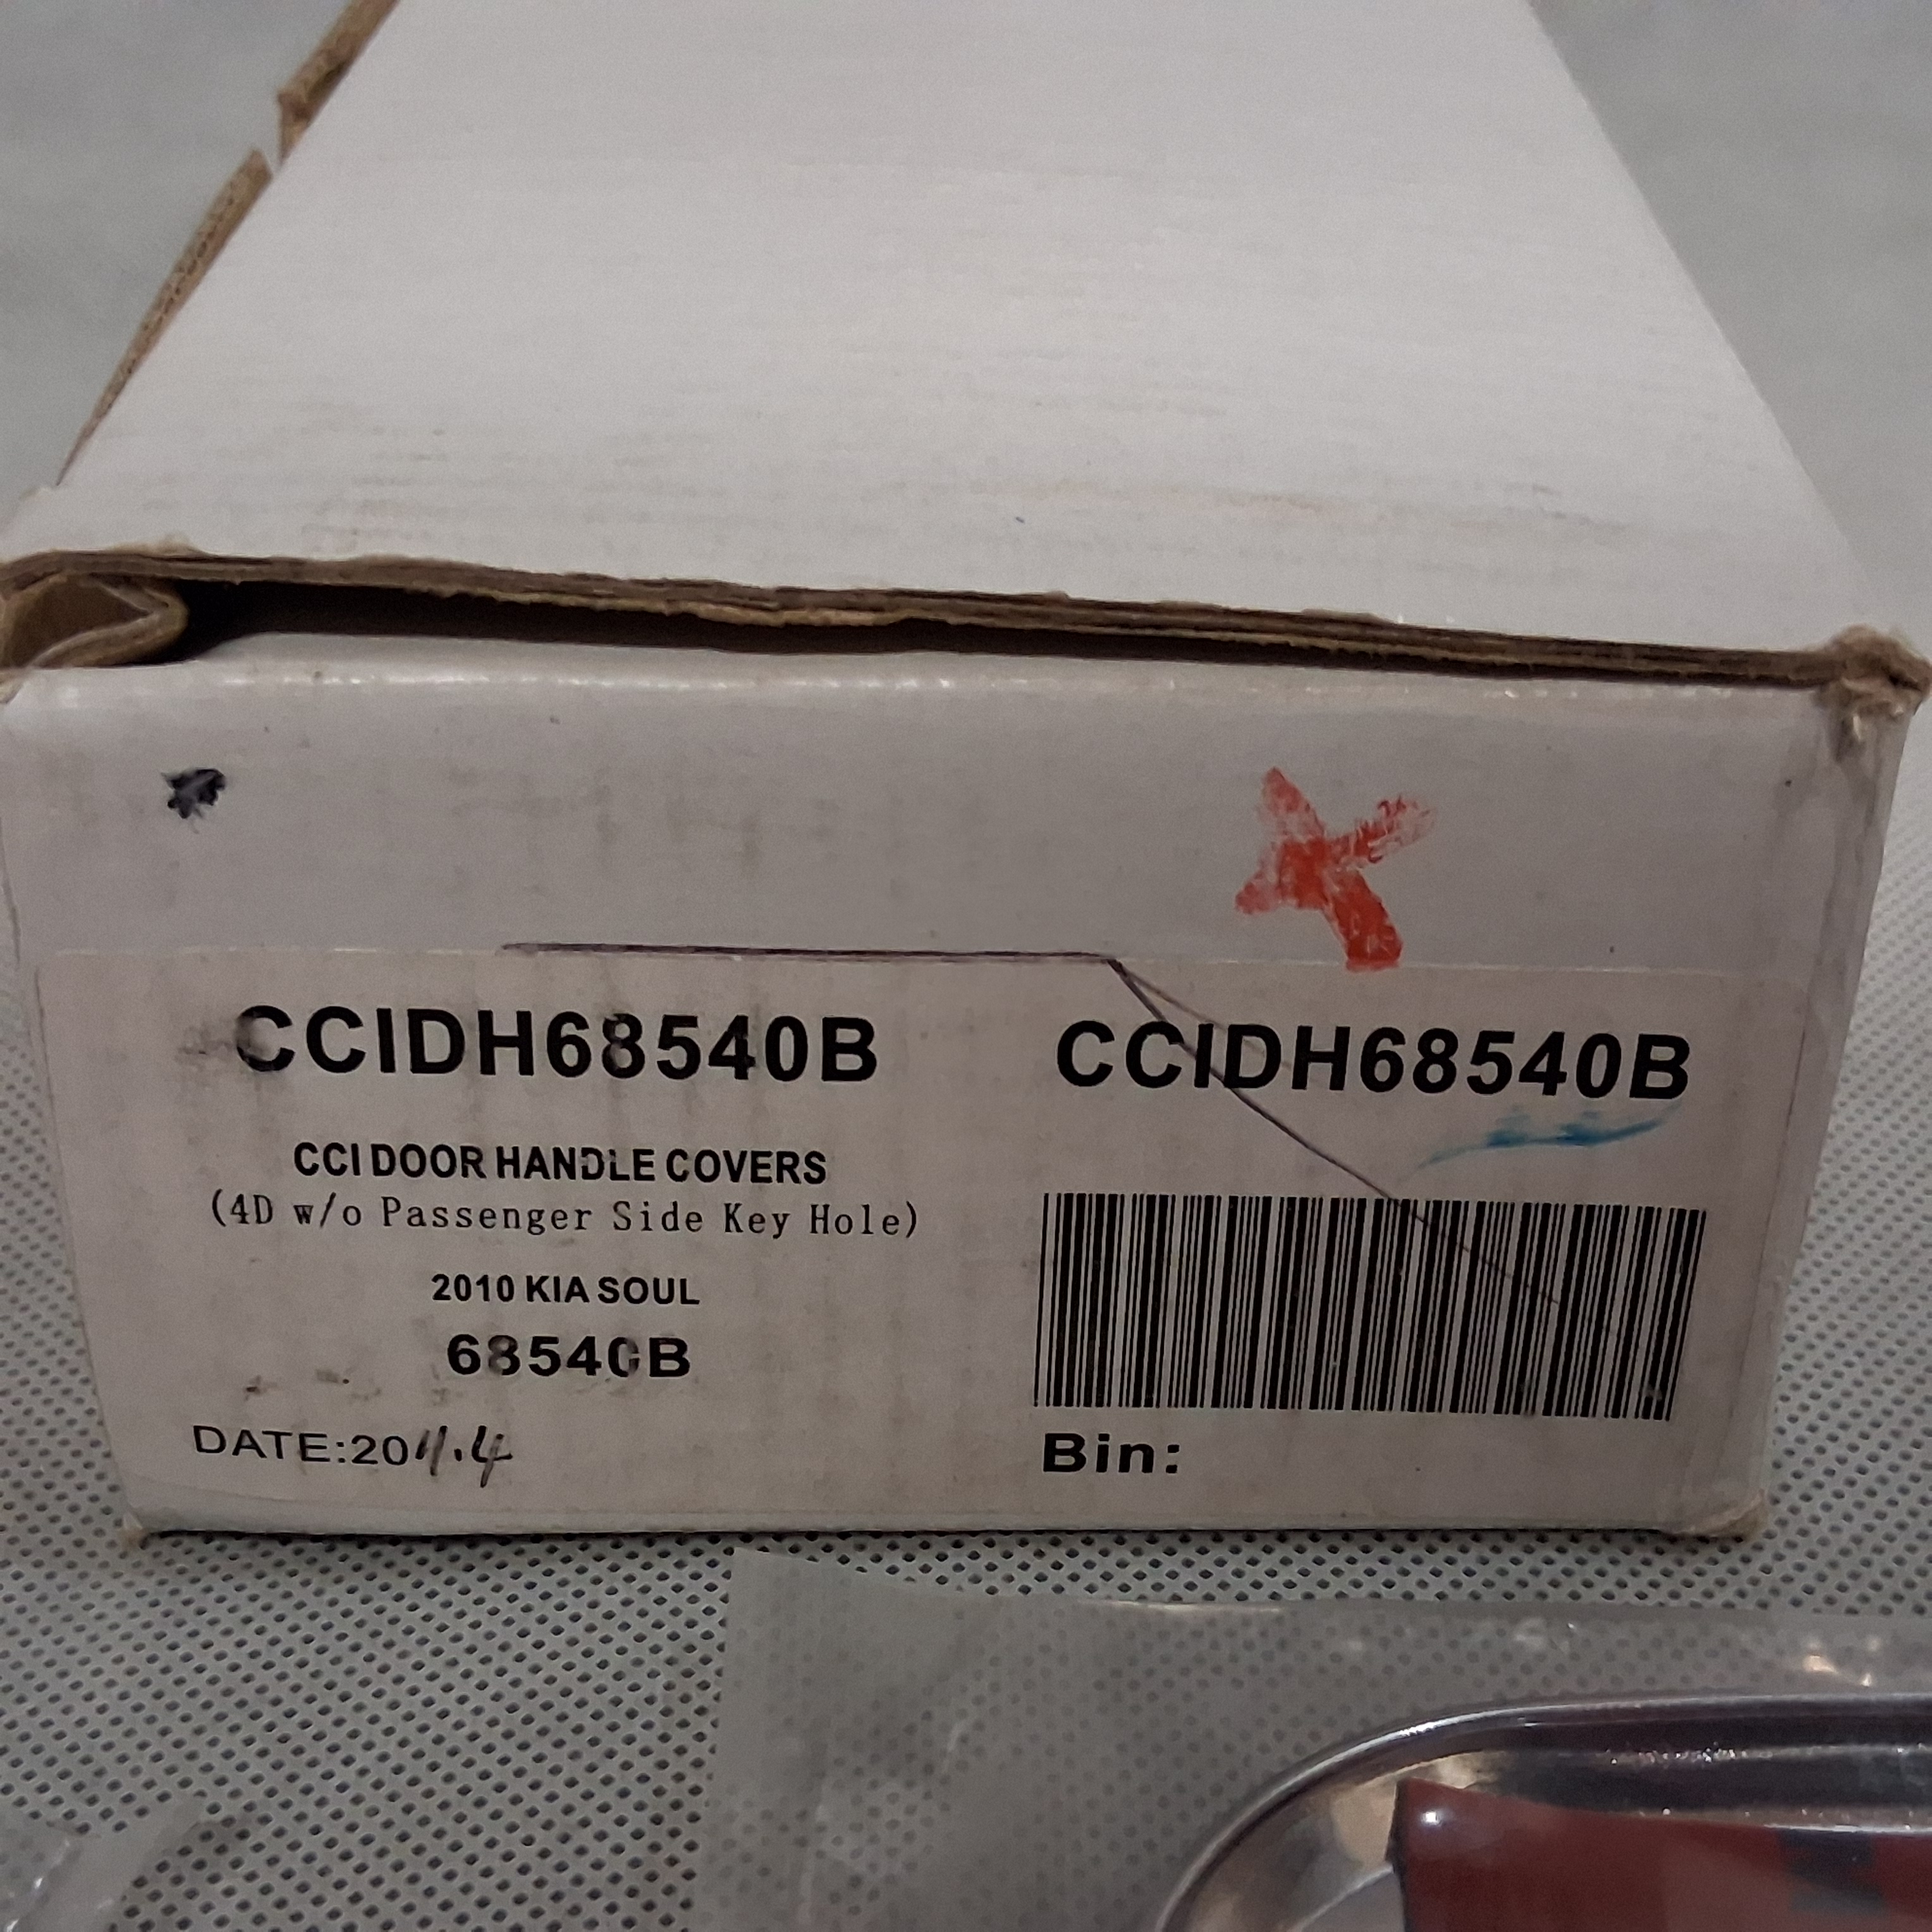 CCIDH68540B
CCI DOOR HANDLE COVERS
(4D w/o Passenger Side Key Hole)
2010 KIA SOUL
68540B
DATE:2011.4
CCIDH68540B
Bin: